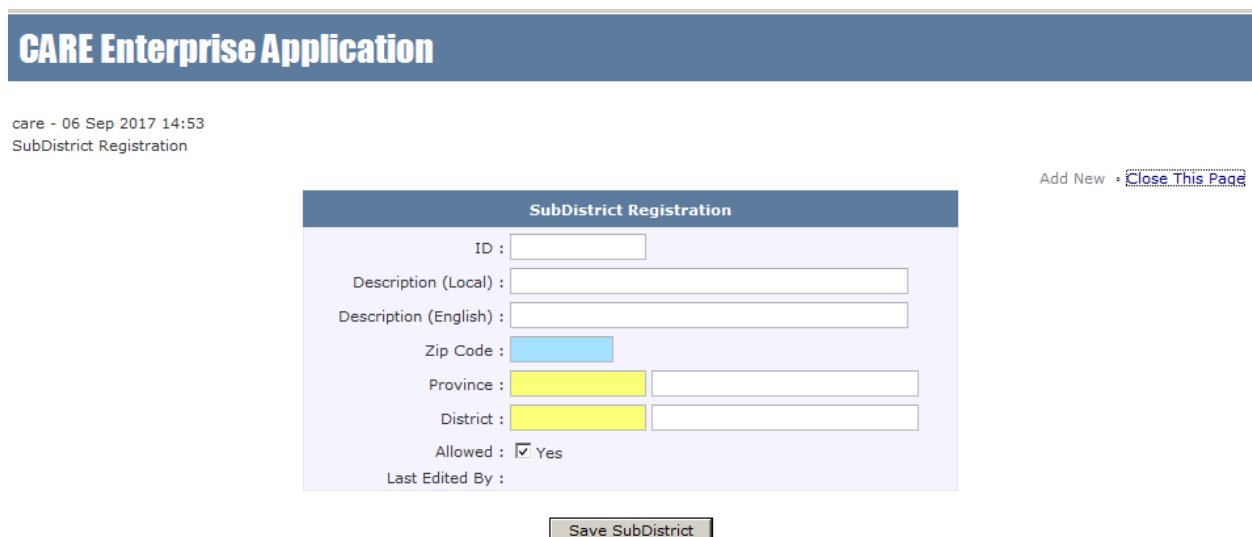 CARE Enterprise Application
care - 06 Sep 2017 14:53
SubDistrict Registration
Add New • Close This Page
SubDistrict Registration
ID :
Description (Local) :
Description (English) :
Zip Code :
Province :
District :
Allowed : Yes
Last Edited By :
Save SubDistrict